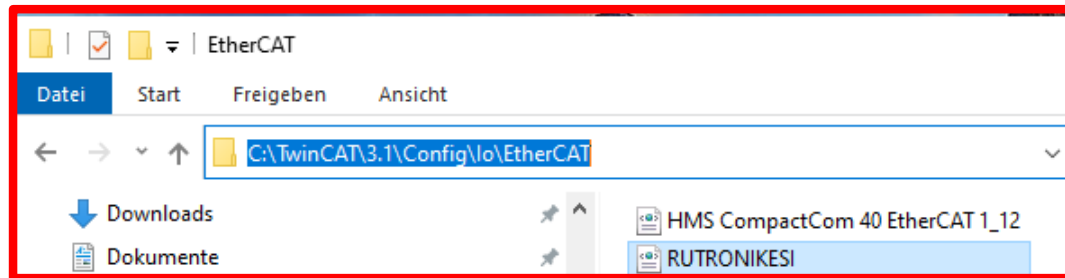 EtherCAT
Datei Start Freigeben Ansicht
C:\TwinCAT\3.1\Config\Io\EtherCAT
Downloads
HMS CompactCom 40 EtherCAT 1_12
Dokumente
RUTRONIKESI